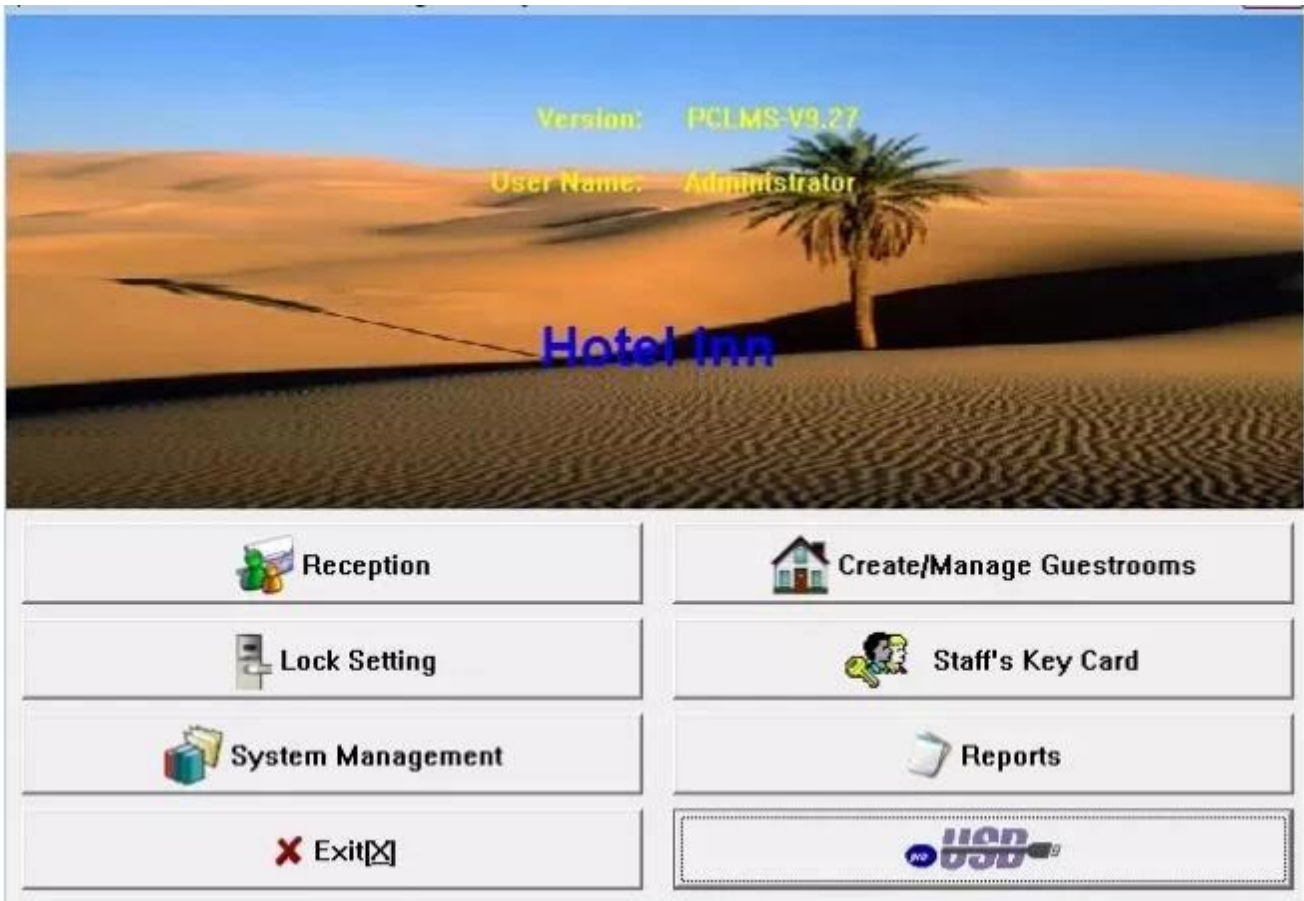 Version: PCLMS-V9.27
User Name: Administrator
Hotel Inn
Reception
Create/Manage Guestrooms
Lock Setting
Staff's Key Card
System Management
Reports
Exit[X]
pro USB